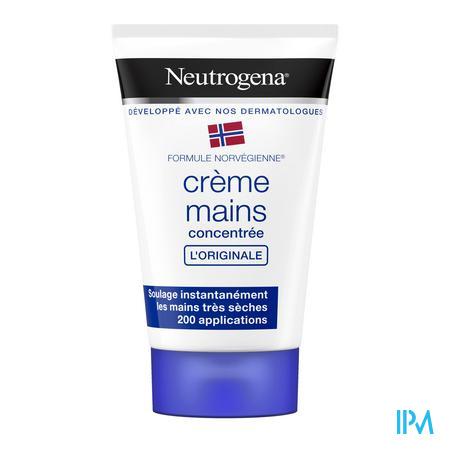 Neutrogena®
DÉVELOPPÉ AVEC NOS DERMATOLOGUES
FORMULE NORVÉGIENNE®
crème
mains
concentrée
L'ORIGINALE
Soulage instantanément
les mains très sèches
200 applications
IPM